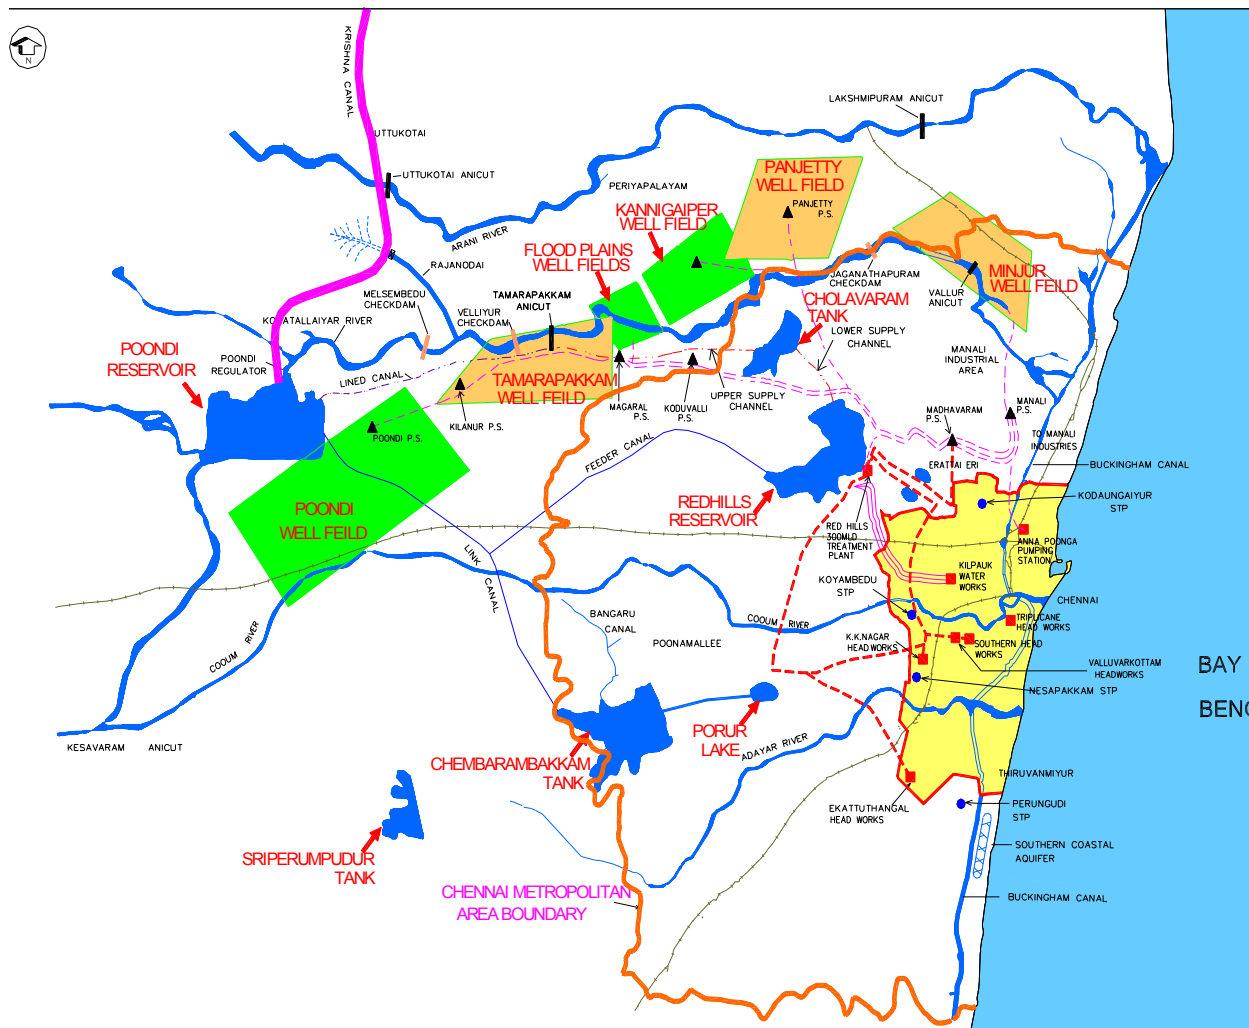 N
KRISHNA CANAL
LAKSHMIPURAM ANICUT
UTTUKOTAI
UTTUKOTAI ANICUT
PERIYAPALAYAM
PANJETTY
WELL FIELD
PANJETTY
P.S.
KANNIGAIPER
WELL FIELD
ARANI RIVER
FLOOD PLAINS
WELL FIELDS
RAJANODAI
JAGANATHAPURAM
CHECKDAM
MINJUR
WELL FEILD
VALLUR
ANICUT
MELSEMBEDU
CHECKDAM
TAMARAPAKKAM
ANICUT
VELLIYUR
CHECKDAM
CHOLAVARAM
TANK
LOWER SUPPLY
CHANNEL
POONDI
RESERVOIR
POONDI
REGULATOR
LINED CANAL
TAMARAPAKKAM
WELL FEILD
MANALI
INDUSTRIAL
AREA
UPPER SUPPLY
CHANNEL
MAGARAL
P.S.
KODUVALLI
P.S.
MADHAVARAM
P.S.
MANALI
P.S.
KILANUR P.S.
POONDI P.S.
TO MANALI
INDUSTRIES
FEEDER CANAL
ERATTAI ERI
BUCKINGHAM CANAL
REDHILLS
RESERVOIR
KODAUNGAIYUR
STP
POONDI
WELL FEILD
RED HILLS
300MLD
TREATMENT
PLANT
ANNA POONGA
PUMPING
STATION
LINK CANAL
KILPAUK
WATER
WORKS
KOYAMBEDU
STP
CHENNAI
BANGARU
CANAL
POONAMALLEE
COOUM RIVER
TRIPLICANE
HEAD WORKS
COOUM RIVER
K.K.NAGAR
HEADWORKS
SOUTHERN HEAD
WORKS
VALLUVARKOTTAM
HEADWORKS
BAY
NESAPAKKAM STP
KESAVARAM ANICUT
PORUR
LAKE
ADAYAR RIVER
CHEMBARAMBAKKAM
TANK
THIRUVANMIYUR
EKATTUTHANGAL
HEAD WORKS
PERUNGUDI
STP
SOUTHERN COASTAL
AQUIFER
SRIPERUMPUDUR
TANK
CHENNAI METROPOLITAN
AREA BOUNDARY
BUCKINGHAM CANAL